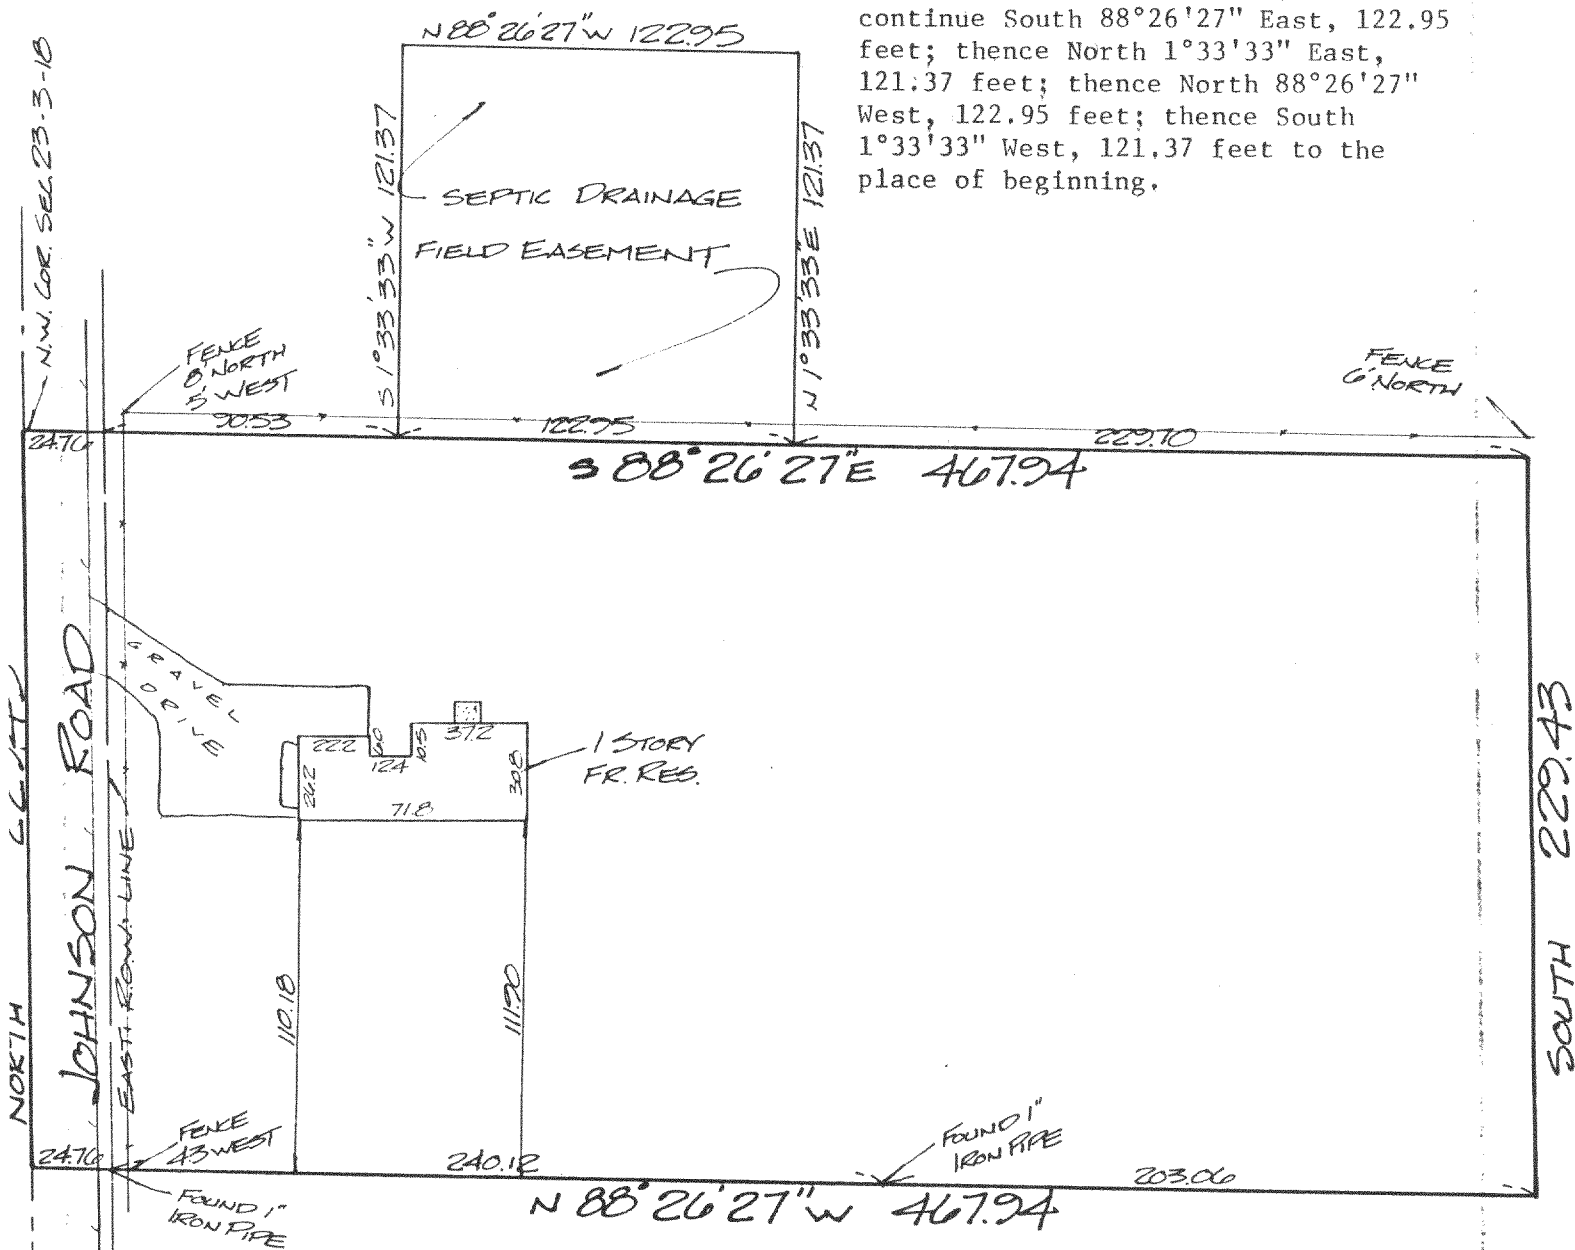 continue South 88°26'27" East, 122.95
feet; thence North 1°33'33" East,
121.37 feet; thence North 88°26'27"
West, 122.95 feet; thence South
1°33'33" West, 121.37 feet to the
place of beginning.
N 88°26'27" W 122.95
N.W. COR. SEC. 23-3-18
S 1°33'33" W 121.37
N 1°33'33" E 121.37
SEPTIC DRAINAGE
FIELD EASEMENT
FENCE
8' NORTH
5' WEST
FENCE
6' NORTH
24.76
90.53
122.95
229.70
S 88°26'27" E 467.94
GRAVEL
DRIVE
22.2
6.0
12.4
10.5
37.2
26.2
30.8
71.8
1 STORY
FR. RES.
NORTH
JOHNSON ROAD
EAST R.O.W. LINE
110.18
111.90
SOUTH 229.43
FENCE
4.3 WEST
24.76
240.12
FOUND 1"
IRON PIPE
203.06
N 88°26'27" W 467.94
FOUND 1"
IRON PIPE